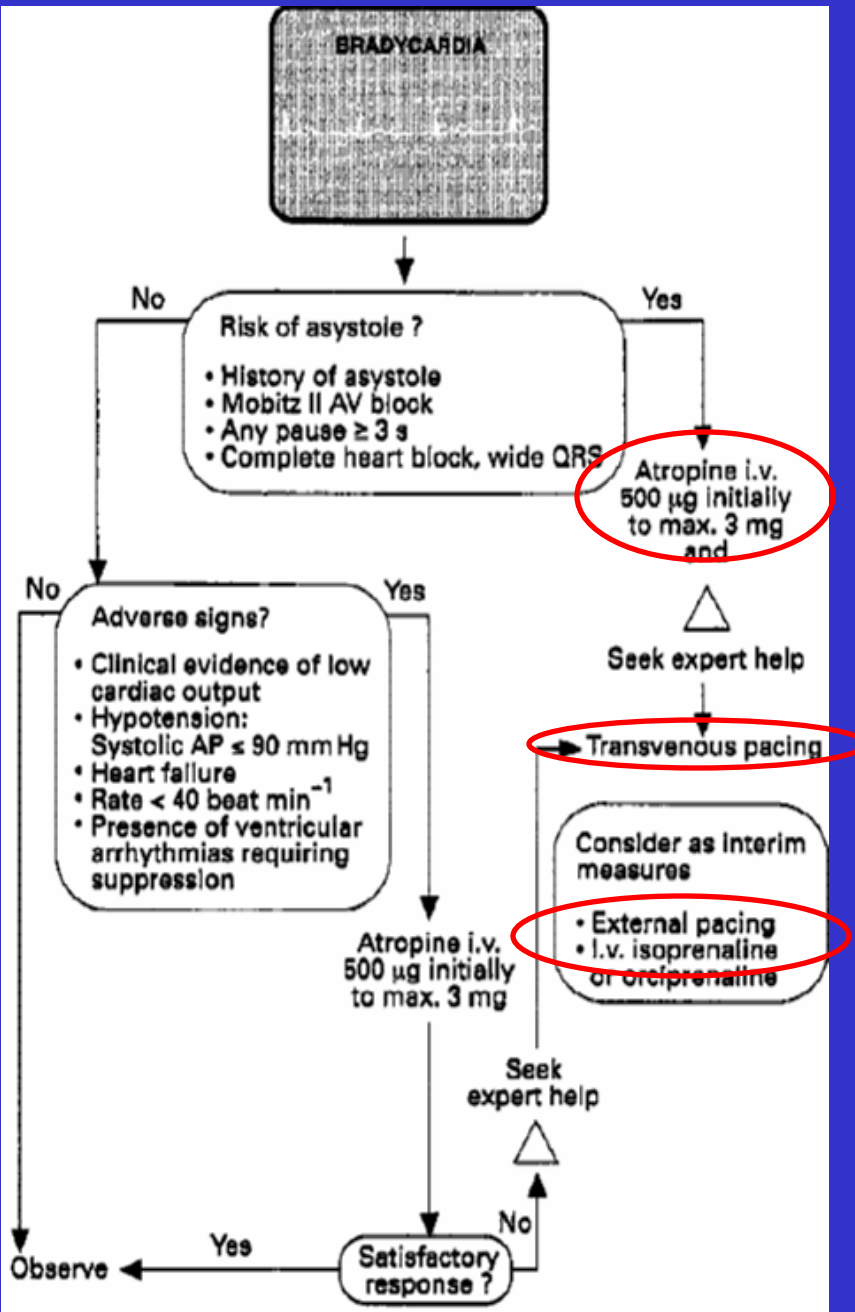 BRADYCARDIA
No
Yes
Risk of asystole ?
• History of asystole
• Mobitz II AV block
• Any pause ≥ 3 s
• Complete heart block, wide QRS
Atropine i.v.
500 µg initially
to max. 3 mg
and
Seek expert help
Transvenous pacing
Consider as interim
measures
• External pacing
• I.v. isoprenaline
or orciprenaline
No
Yes
Adverse signs?
• Clinical evidence of low
cardiac output
• Hypotension:
Systolic AP ≤ 90 mm Hg
• Heart failure
• Rate < 40 beat min⁻¹
• Presence of ventricular
arrhythmias requiring
suppression
Atropine i.v.
500 µg initially
to max. 3 mg
Seek
expert help
No
Satisfactory
response ?
Yes
Observe